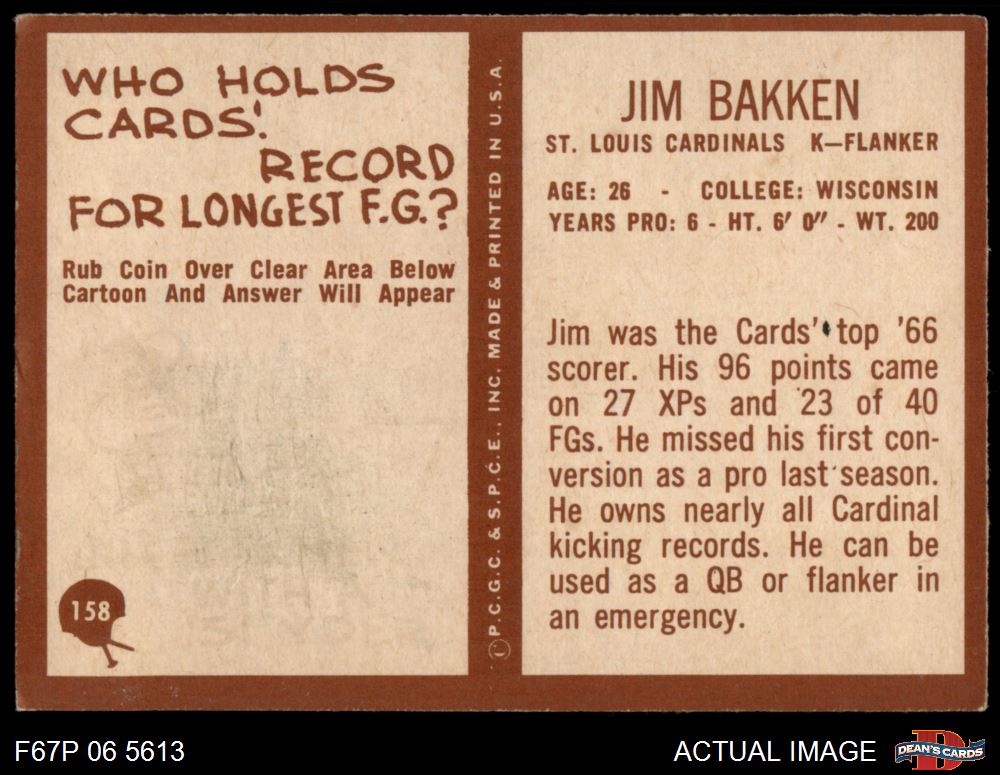 WHO HOLDS
CARDS'
RECORD
FOR LONGEST F.G.?
Rub Coin Over Clear Area Below
Cartoon And Answer Will Appear
158
P.C.G.C. & S.P.C.E., INC. MADE & PRINTED IN U.S.A.
JIM BAKKEN
ST. LOUIS CARDINALS K—FLANKER
AGE: 26 - COLLEGE: WISCONSIN
YEARS PRO: 6 - HT. 6' 0" - WT. 200
Jim was the Cards' top '66
scorer. His 96 points came
on 27 XPs and 23 of 40
FGs. He missed his first con-
version as a pro last season.
He owns nearly all Cardinal
kicking records. He can be
used as a QB or flanker in
an emergency.
F67P 06 5613
ACTUAL IMAGE
DEAN'S CARDS